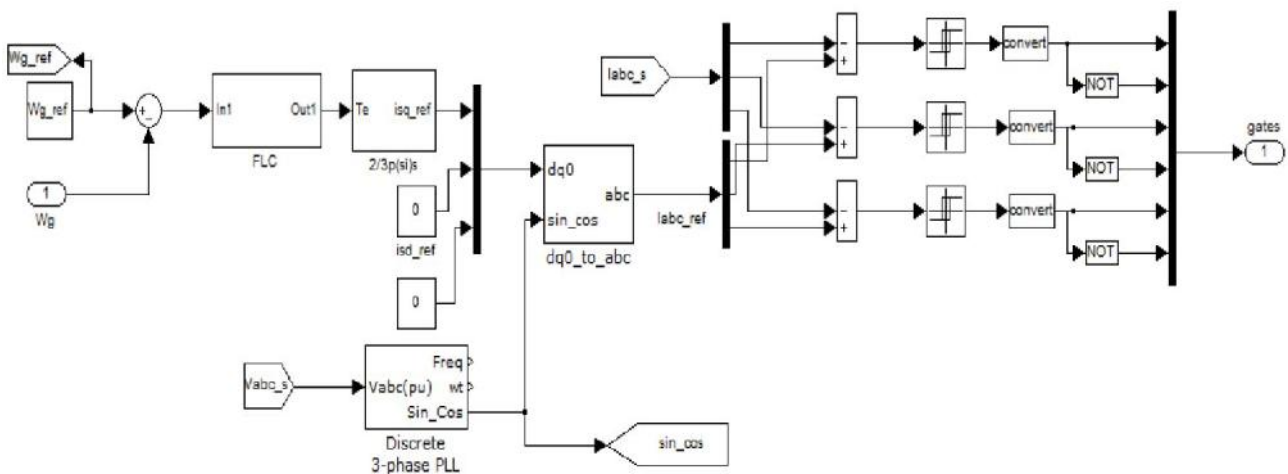 Wg_ref
Wg_ref
+
-
1
Wg
In1
Out1
FLC
Te
isq_ref
2/3p(si)s
0
isd_ref
0
Vabc_s
Freq
Vabc(pu)
wt
Sin_Cos
Discrete
3-phase PLL
sin_cos
dq0
abc
sin_cos
dq0_to_abc
Iabc_s
Iabc_ref
-
+
convert
NOT
-
+
convert
NOT
-
+
convert
NOT
gates
1